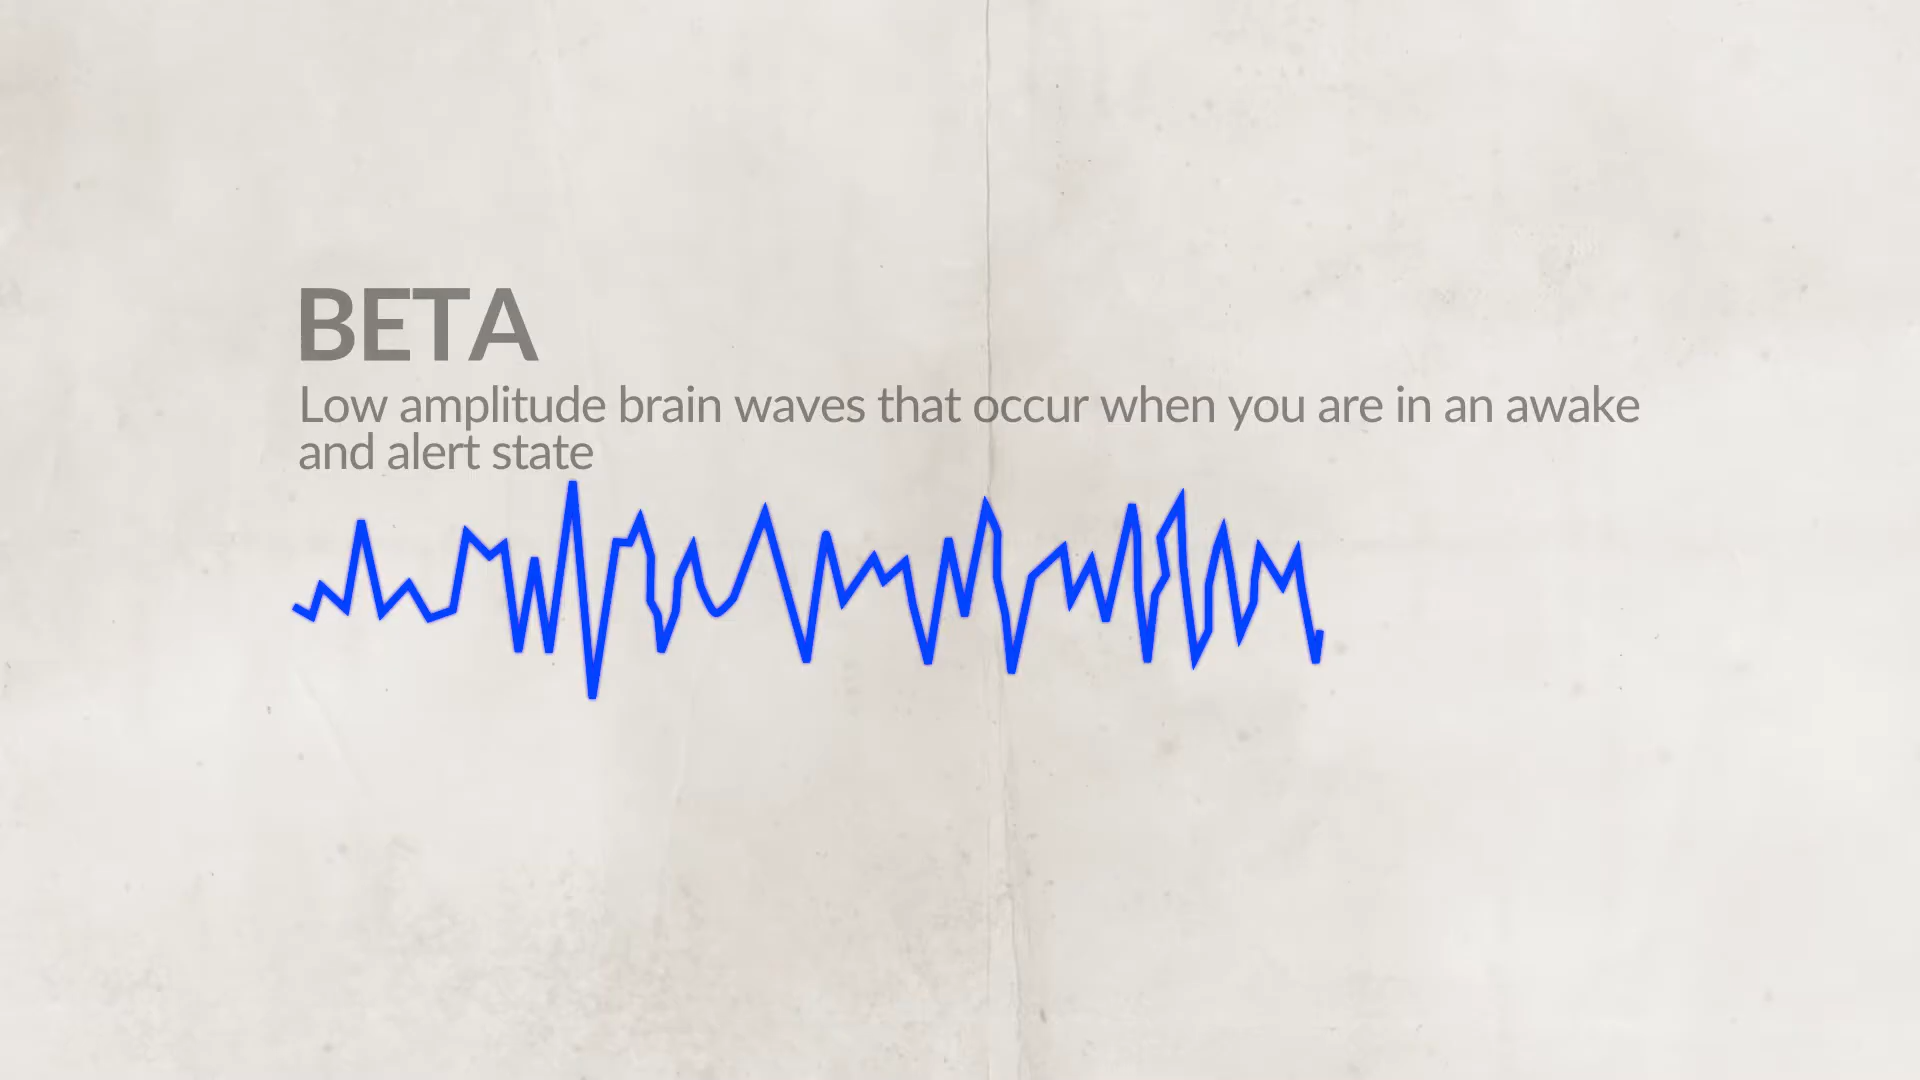 BETA
Low amplitude brain waves that occur when you are in an awake
and alert state